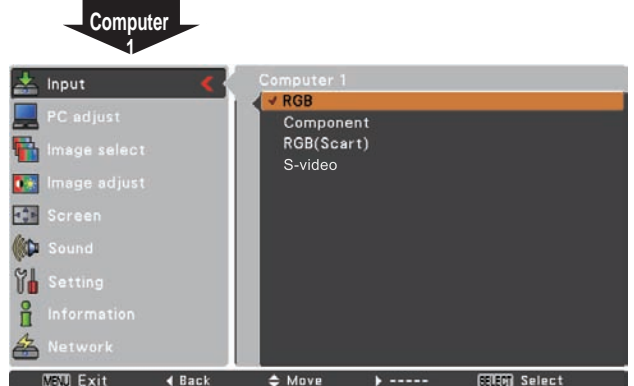 Computer
1
Input
PC adjust
Image select
Image adjust
Screen
Sound
Setting
Information
Network
Computer 1
RGB
Component
RGB(Scart)
S-video
MENU Exit Back Move ----- SELECT Select